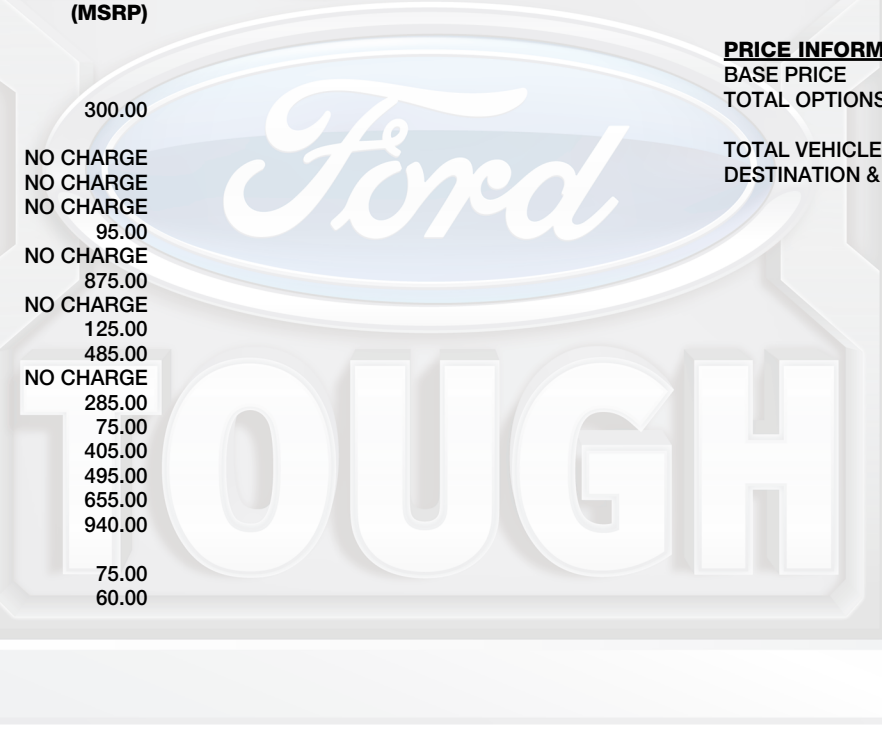 (MSRP)
300.00
NO CHARGE
NO CHARGE
NO CHARGE
95.00
NO CHARGE
875.00
NO CHARGE
125.00
485.00
NO CHARGE
285.00
75.00
405.00
495.00
655.00
940.00
75.00
60.00
PRICE INFORM
BASE PRICE
TOTAL OPTIONS
TOTAL VEHICLE
DESTINATION &
Ford
TOUGH